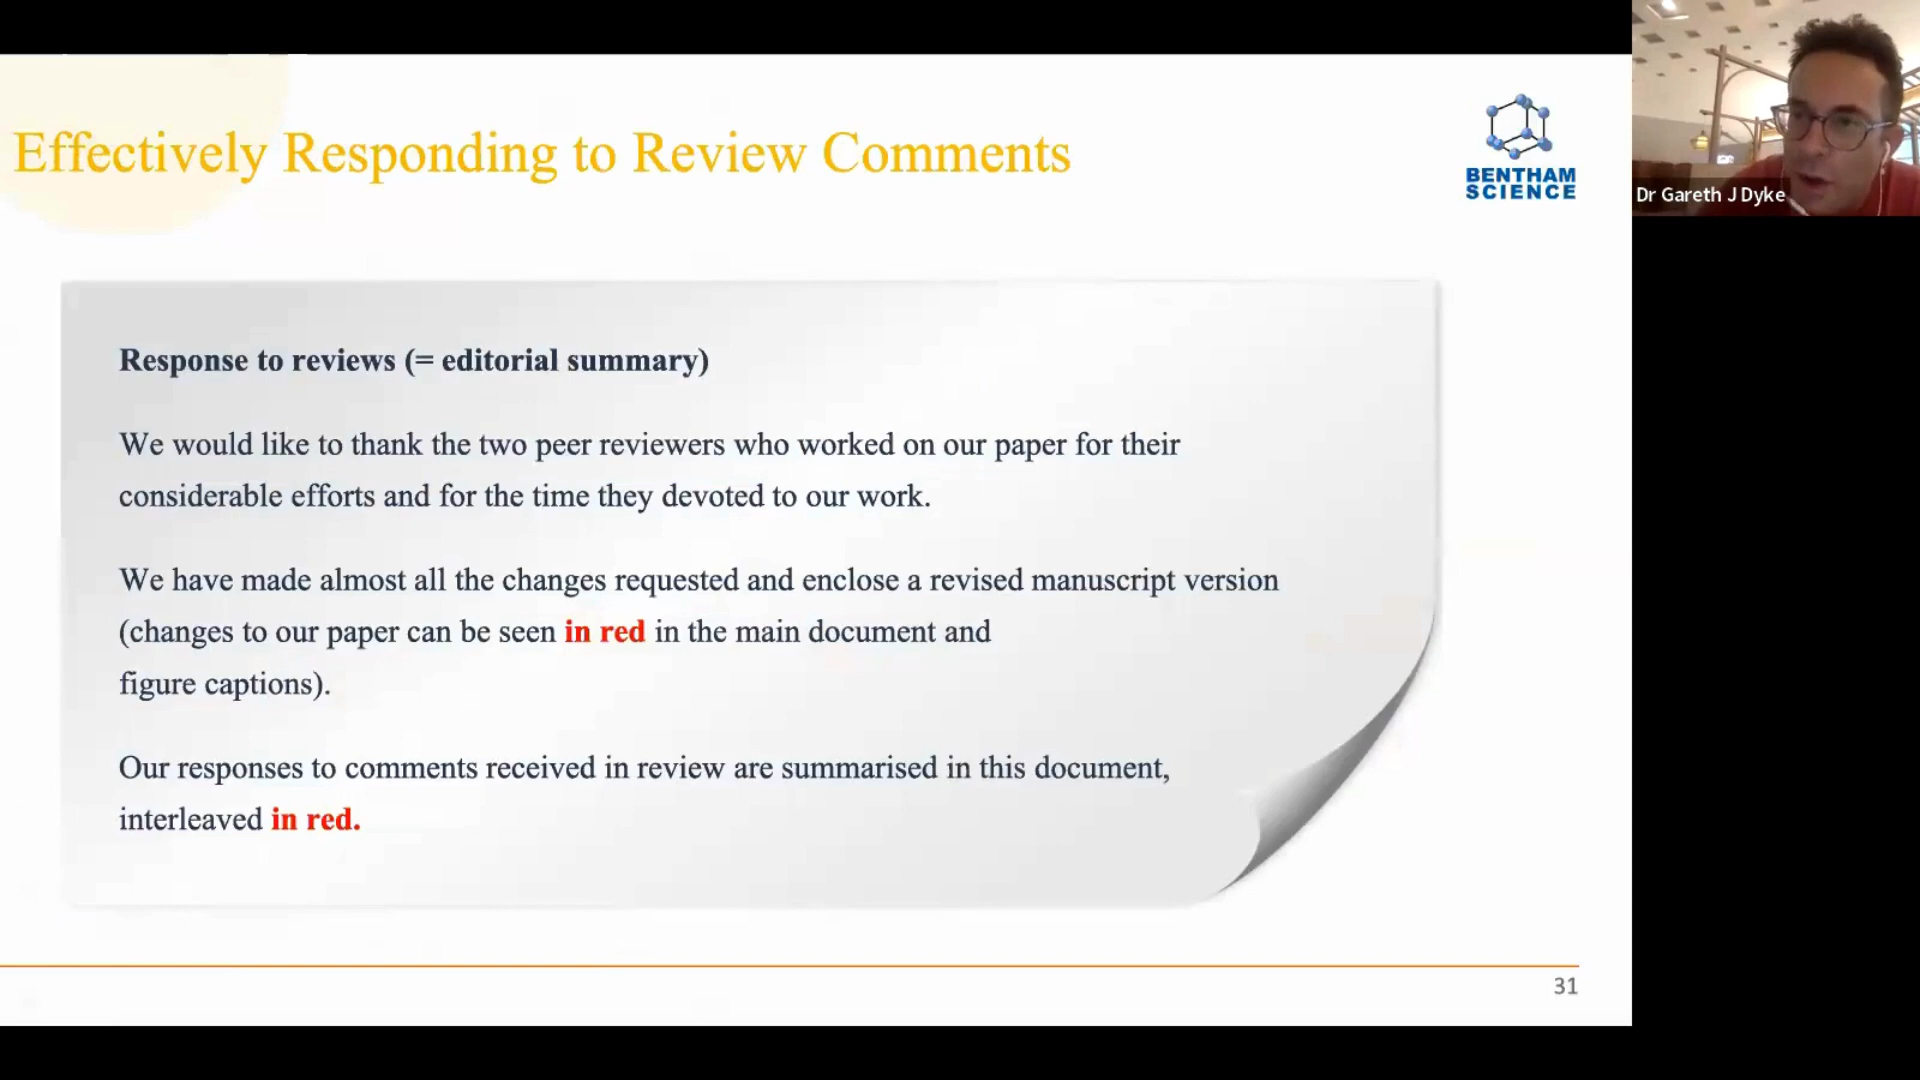 Effectively Responding to Review Comments
BENTHAM
SCIENCE
Dr Gareth J Dyke
Response to reviews (= editorial summary)
We would like to thank the two peer reviewers who worked on our paper for their
considerable efforts and for the time they devoted to our work.
We have made almost all the changes requested and enclose a revised manuscript version
(changes to our paper can be seen in red in the main document and
figure captions).
Our responses to comments received in review are summarised in this document,
interleaved in red.
31